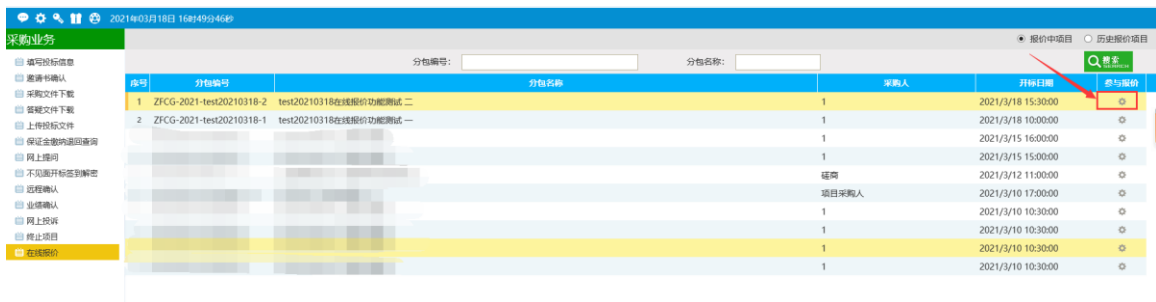 2021年03月18日 16时49分46秒
采购业务
报价中项目 历史报价项目
填写投标信息
邀请书确认
采购文件下载
答疑文件下载
上传投标文件
保证金缴纳退回查询
网上提问
不见面开标签到解密
远程确认
业绩确认
网上投诉
终止项目
在线报价
分包编号: 分包名称: 搜索
序号 分包编号 分包名称 采购人 开标日期 参与报价
1 ZFCG-2021-test20210318-2 test20210318在线报价功能测试 二 1 2021/3/18 15:30:00
2 ZFCG-2021-test20210318-1 test20210318在线报价功能测试 一 1 2021/3/18 10:00:00
1 2021/3/15 16:00:00
1 2021/3/15 15:00:00
磋商 2021/3/12 11:00:00
项目采购人 2021/3/10 17:00:00
1 2021/3/10 10:30:00
1 2021/3/10 10:30:00
1 2021/3/10 10:30:00
1 2021/3/10 10:30:00